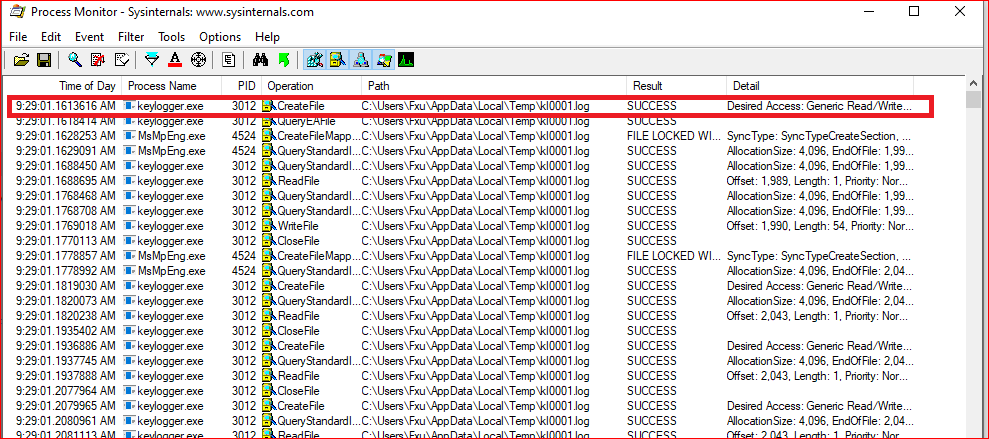 Process Monitor - Sysinternals: www.sysinternals.com
File Edit Event Filter Tools Options Help
Time of Day Process Name PID Operation Path Result Detail
9:29:01.1613616 AM keylogger.exe 3012 CreateFile C:\Users\Fxu\AppData\Local\Temp\kl0001.log SUCCESS Desired Access: Generic Read/Write...
9:29:01.1618414 AM keylogger.exe 3012 QueryEAFile C:\Users\Fxu\AppData\Local\Temp\kl0001.log SUCCESS
9:29:01.1628253 AM MsMpEng.exe 4524 CreateFileMapp... C:\Users\Fxu\AppData\Local\Temp\kl0001.log FILE LOCKED WI... SyncType: SyncTypeCreateSection, ...
9:29:01.1629091 AM MsMpEng.exe 4524 QueryStandardI... C:\Users\Fxu\AppData\Local\Temp\kl0001.log SUCCESS AllocationSize: 4,096, EndOfFile: 1,99...
9:29:01.1688450 AM keylogger.exe 3012 QueryStandardI... C:\Users\Fxu\AppData\Local\Temp\kl0001.log SUCCESS AllocationSize: 4,096, EndOfFile: 1,99...
9:29:01.1688695 AM keylogger.exe 3012 ReadFile C:\Users\Fxu\AppData\Local\Temp\kl0001.log SUCCESS Offset: 1,989, Length: 1, Priority: Nor...
9:29:01.1768468 AM keylogger.exe 3012 QueryStandardI... C:\Users\Fxu\AppData\Local\Temp\kl0001.log SUCCESS AllocationSize: 4,096, EndOfFile: 1,99...
9:29:01.1768708 AM keylogger.exe 3012 QueryStandardI... C:\Users\Fxu\AppData\Local\Temp\kl0001.log SUCCESS AllocationSize: 4,096, EndOfFile: 1,99...
9:29:01.1769018 AM keylogger.exe 3012 WriteFile C:\Users\Fxu\AppData\Local\Temp\kl0001.log SUCCESS Offset: 1,990, Length: 54, Priority: Nor...
9:29:01.1770113 AM keylogger.exe 3012 CloseFile C:\Users\Fxu\AppData\Local\Temp\kl0001.log SUCCESS
9:29:01.1778857 AM MsMpEng.exe 4524 CreateFileMapp... C:\Users\Fxu\AppData\Local\Temp\kl0001.log FILE LOCKED WI... SyncType: SyncTypeCreateSection, ...
9:29:01.1778992 AM MsMpEng.exe 4524 QueryStandardI... C:\Users\Fxu\AppData\Local\Temp\kl0001.log SUCCESS AllocationSize: 4,096, EndOfFile: 2,04...
9:29:01.1819030 AM keylogger.exe 3012 CreateFile C:\Users\Fxu\AppData\Local\Temp\kl0001.log SUCCESS Desired Access: Generic Read/Write...
9:29:01.1820073 AM keylogger.exe 3012 QueryStandardI... C:\Users\Fxu\AppData\Local\Temp\kl0001.log SUCCESS AllocationSize: 4,096, EndOfFile: 2,04...
9:29:01.1820238 AM keylogger.exe 3012 ReadFile C:\Users\Fxu\AppData\Local\Temp\kl0001.log SUCCESS Offset: 2,043, Length: 1, Priority: Nor...
9:29:01.1935402 AM keylogger.exe 3012 CloseFile C:\Users\Fxu\AppData\Local\Temp\kl0001.log SUCCESS
9:29:01.1936886 AM keylogger.exe 3012 CreateFile C:\Users\Fxu\AppData\Local\Temp\kl0001.log SUCCESS Desired Access: Generic Read/Write...
9:29:01.1937745 AM keylogger.exe 3012 QueryStandardI... C:\Users\Fxu\AppData\Local\Temp\kl0001.log SUCCESS AllocationSize: 4,096, EndOfFile: 2,04...
9:29:01.1937888 AM keylogger.exe 3012 ReadFile C:\Users\Fxu\AppData\Local\Temp\kl0001.log SUCCESS Offset: 2,043, Length: 1, Priority: Nor...
9:29:01.2077964 AM keylogger.exe 3012 CloseFile C:\Users\Fxu\AppData\Local\Temp\kl0001.log SUCCESS
9:29:01.2079965 AM keylogger.exe 3012 CreateFile C:\Users\Fxu\AppData\Local\Temp\kl0001.log SUCCESS Desired Access: Generic Read/Write...
9:29:01.2080961 AM keylogger.exe 3012 QueryStandardI... C:\Users\Fxu\AppData\Local\Temp\kl0001.log SUCCESS AllocationSize: 4,096, EndOfFile: 2,04...
9:29:01.2081113 AM keylogger.exe 3012 ReadFile C:\Users\Fxu\AppData\Local\Temp\kl0001.log SUCCESS Offset: 2,043, Length: 1, Priority: Nor...